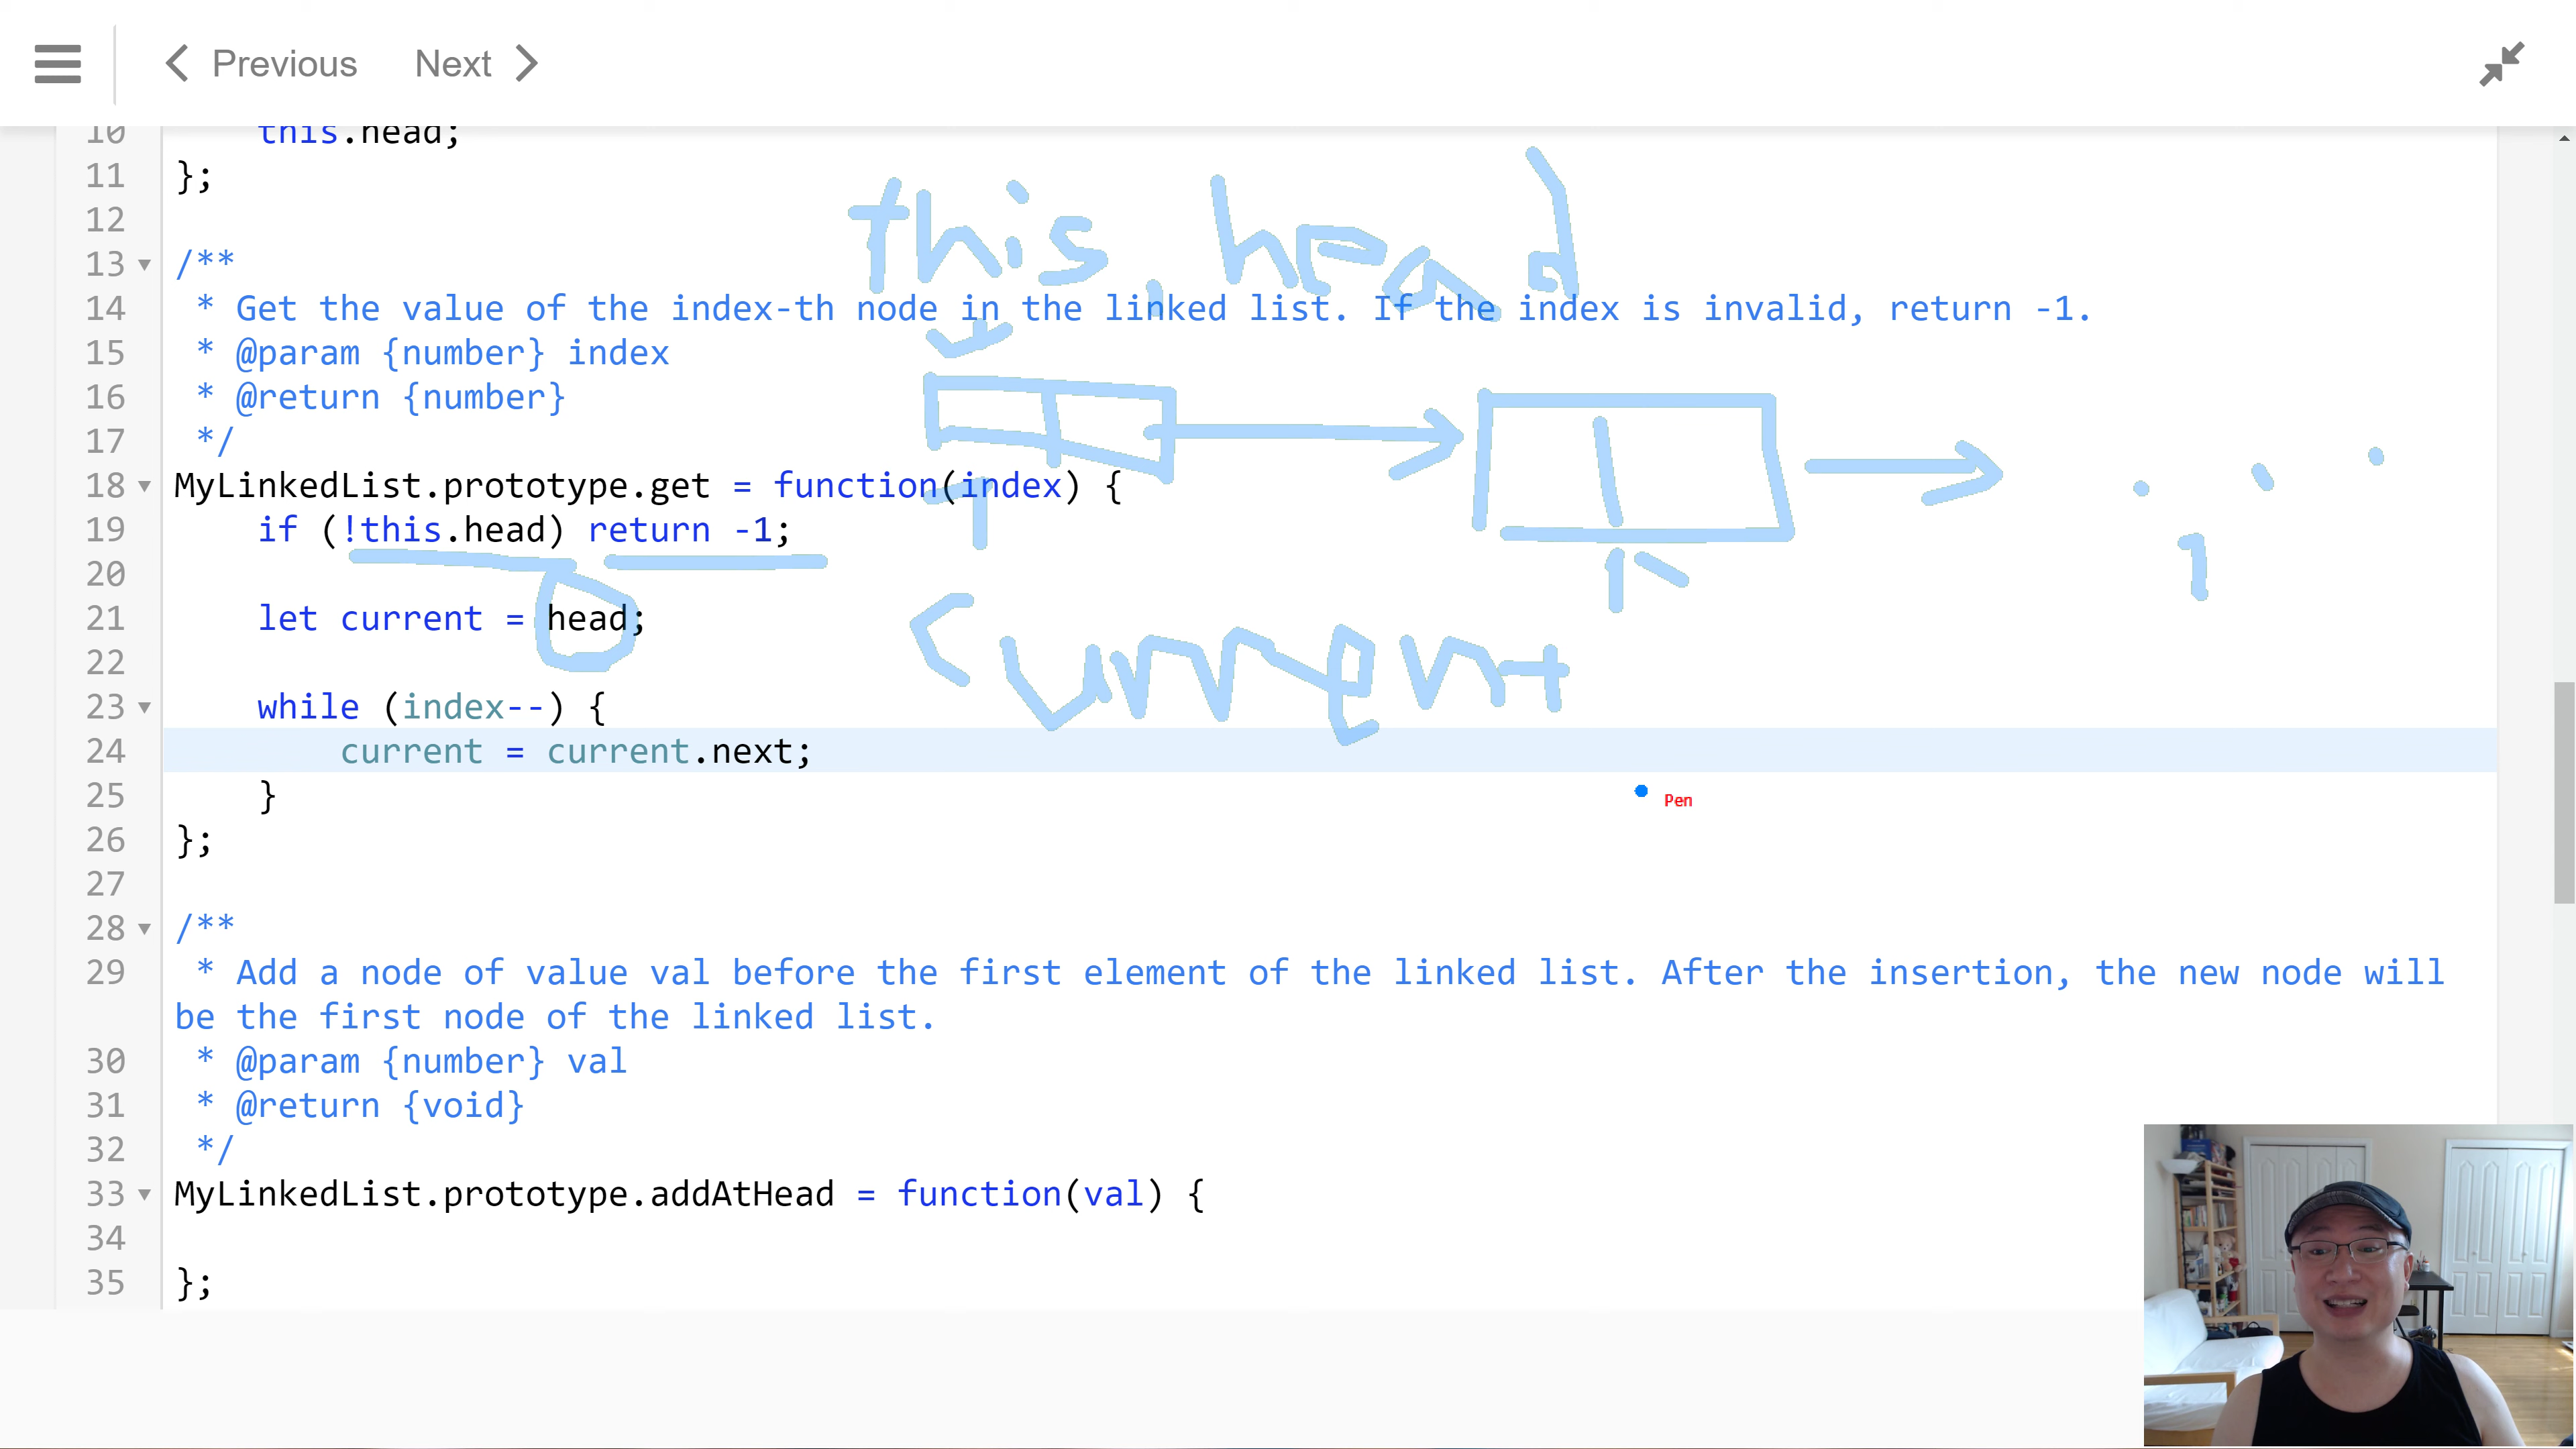 Previous Next
10 this.head;
11 };
12
this.head
13 /**
14 * Get the value of the index-th node in the linked list. If the index is invalid, return -1.
15 * @param {number} index
16 * @return {number}
17 */
18 MyLinkedList.prototype.get = function(index) {
19 if (!this.head) return -1;
20
21 let current = head;
current
22
23 while (index--) {
24 current = current.next;
Pen
25 }
26 };
27
28 /**
29 * Add a node of value val before the first element of the linked list. After the insertion, the new node will
be the first node of the linked list.
30 * @param {number} val
31 * @return {void}
32 */
33 MyLinkedList.prototype.addAtHead = function(val) {
34
35 };